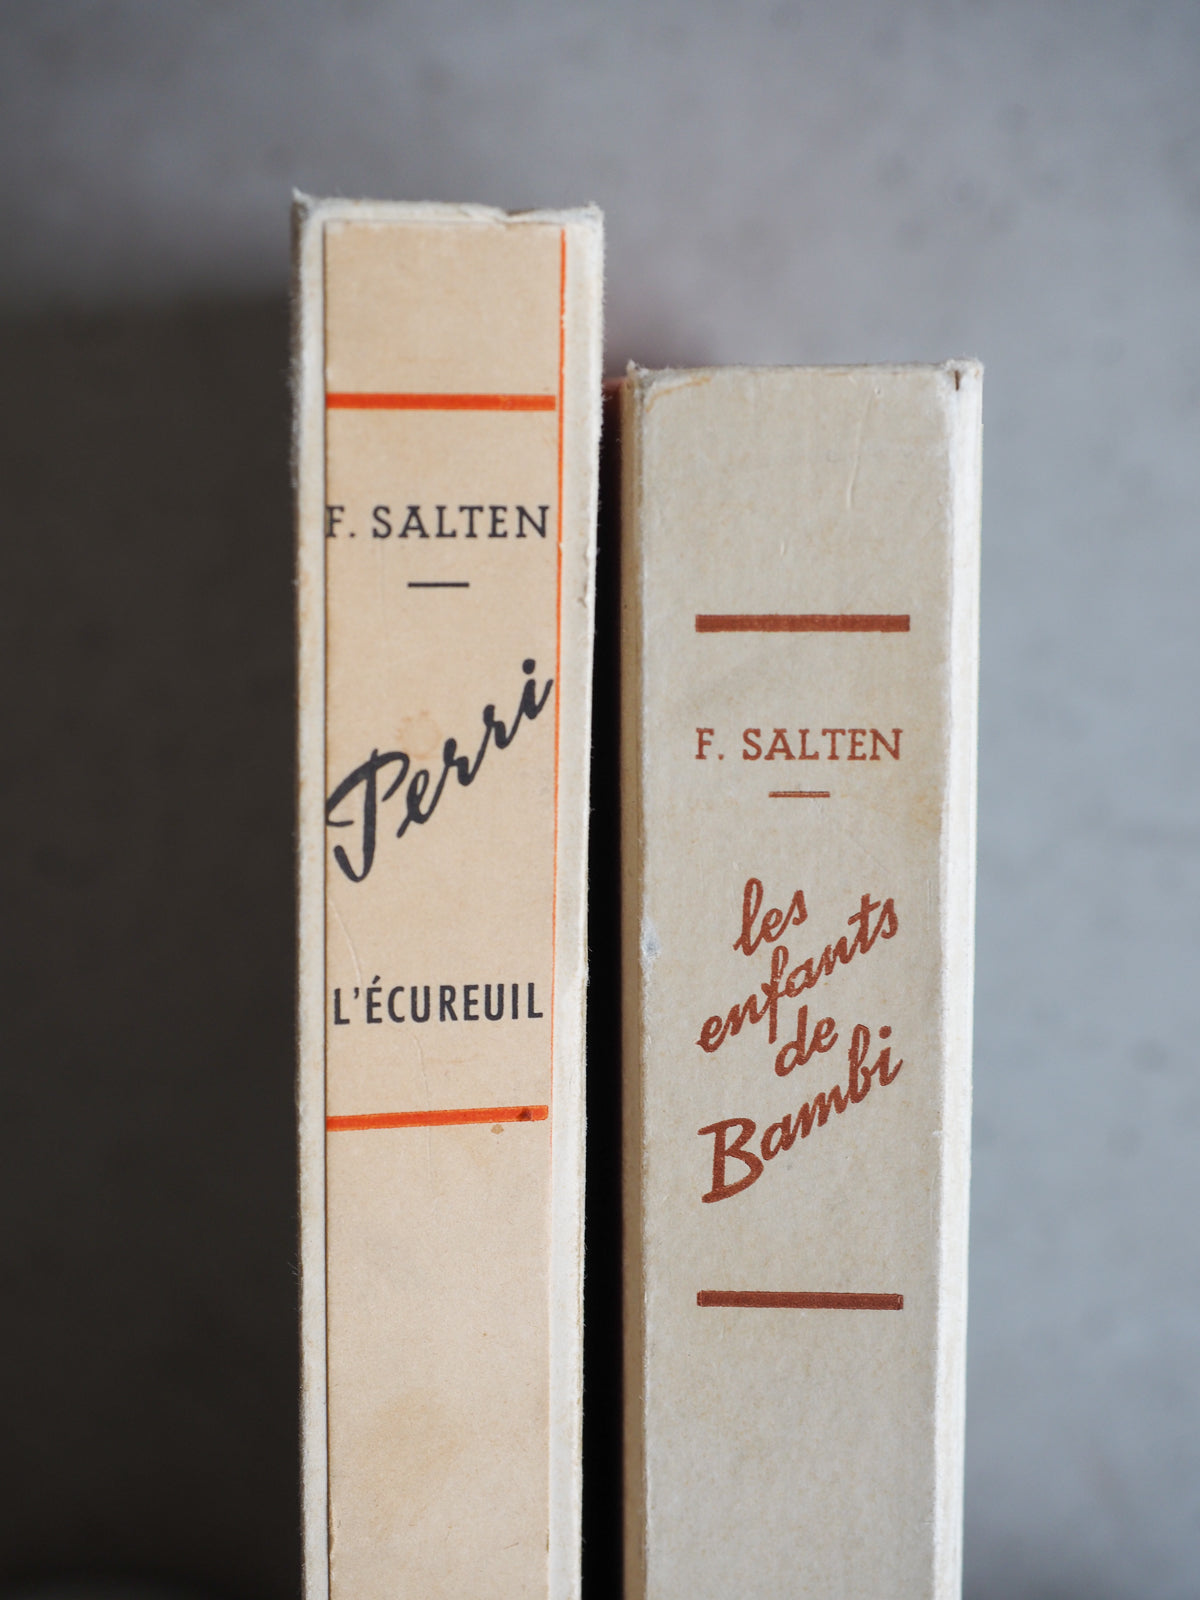 F. SALTEN
Perri
L'ÉCUREUIL
F. SALTEN
les
enfants
de
Bambi